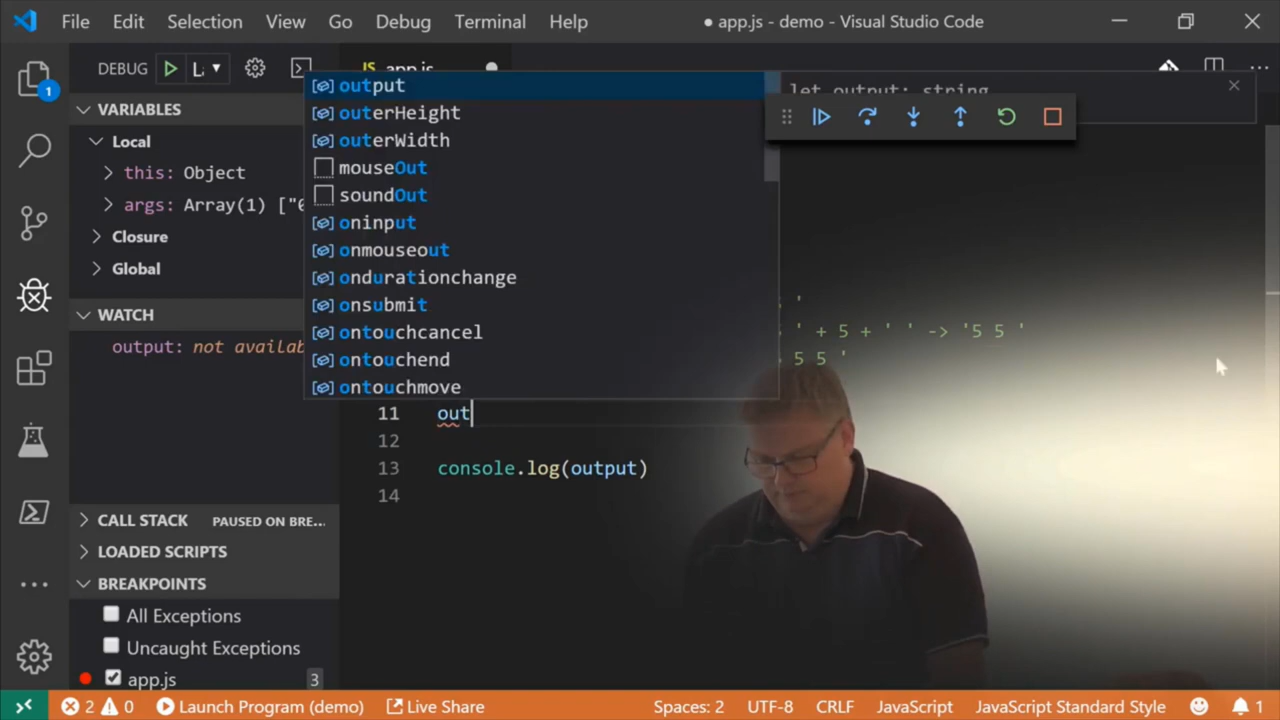 File Edit Selection View Go Debug Terminal Help ● app.js - demo - Visual Studio Code
DEBUG
app.js
1
VARIABLES
Local
this: Object
args: Array(1) ["
Closure
Global
WATCH
output: not availab
CALL STACK PAUSED ON BRE...
LOADED SCRIPTS
BREAKPOINTS
All Exceptions
Uncaught Exceptions
app.js 3
output
outerHeight
outerWidth
mouseOut
soundOut
oninput
onmouseout
ondurationchange
onsubmit
ontouchcancel
ontouchend
ontouchmove
let output: string
'
' + 5 + ' ' -> '5 5 '
5 5 '
11 out
12
13 console.log(output)
14
2 0 Launch Program (demo) Live Share Spaces: 2 UTF-8 CRLF JavaScript JavaScript Standard Style 1